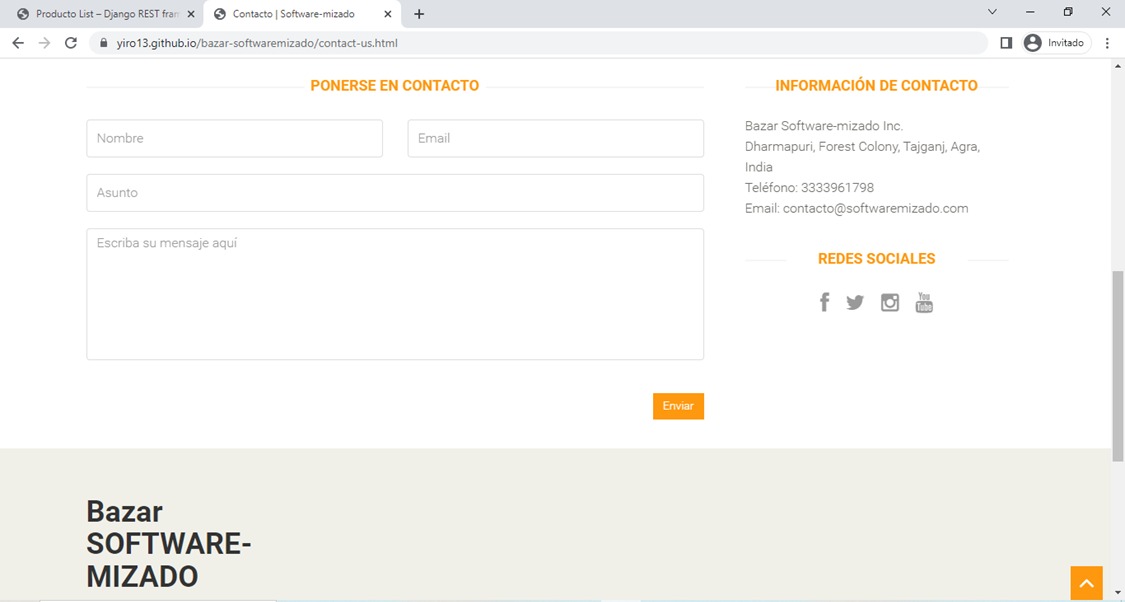 Producto List – Django REST fran
Contacto | Software-mizado
yiro13.github.io/bazar-softwaremizado/contact-us.html
Invitado
PONERSE EN CONTACTO
Nombre
Email
Asunto
Escriba su mensaje aquí
Enviar
INFORMACIÓN DE CONTACTO
Bazar Software-mizado Inc.
Dharmapuri, Forest Colony, Tajganj, Agra,
India
Teléfono: 3333961798
Email: contacto@softwaremizado.com
REDES SOCIALES
You
Tube
Bazar
SOFTWARE-
MIZADO